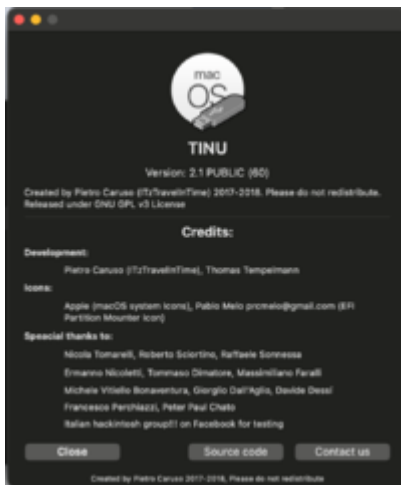 mac
OS
TINU
Version: 2.1 PUBLIC (60)
Created by Pietro Caruso (ITzTravelInTime) 2017-2018. Please do not redistribute.
Released under GNU GPL v3 License
Credits:
Development:
Pietro Caruso (ITzTravelInTime), Thomas Tempelmann
Icons:
Apple (macOS system icons), Pablo Melo prcmelo@gmail.com (EFI
Partition Mounter icon)
Speacial thanks to:
Nicola Tomarelli, Roberto Sciortino, Raffaele Sonnessa
Ermanno Nicoletti, Tommaso Dimatore, Massimiliano Faralli
Michele Vitiello Bonaventura, Giorgio Dall'Aglio, Davide Dessì
Francesco Perchiazzi, Peter Paul Chato
Italian hackintosh group!!! on Facebook for testing
Close
Source code
Contact us
Created by Pietro Caruso 2017-2018, Please do not redistribute